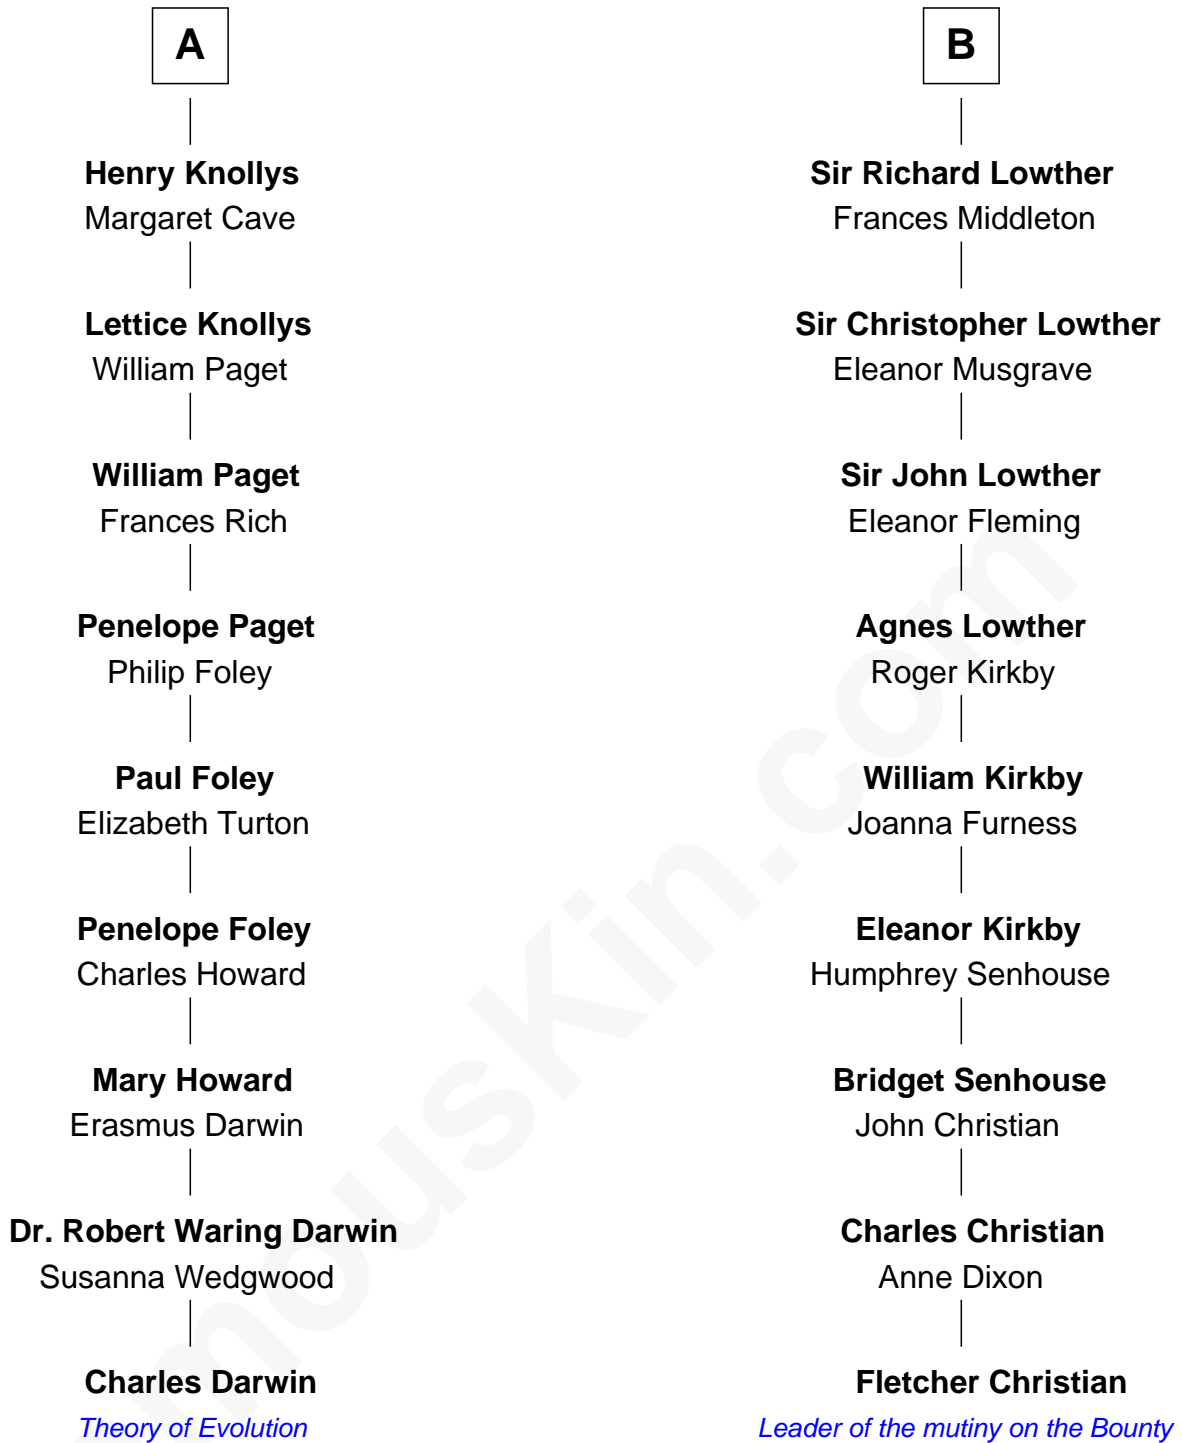 A
Henry Knollys
Margaret Cave
Lettice Knollys
William Paget
William Paget
Frances Rich
Penelope Paget
Philip Foley
Paul Foley
Elizabeth Turton
Penelope Foley
Charles Howard
Mary Howard
Erasmus Darwin
Dr. Robert Waring Darwin
Susanna Wedgwood
Charles Darwin
Theory of Evolution
B
Sir Richard Lowther
Frances Middleton
Sir Christopher Lowther
Eleanor Musgrave
Sir John Lowther
Eleanor Fleming
Agnes Lowther
Roger Kirkby
William Kirkby
Joanna Furness
Eleanor Kirkby
Humphrey Senhouse
Bridget Senhouse
John Christian
Charles Christian
Anne Dixon
Fletcher Christian
Leader of the mutiny on the Bounty
mousKin.com